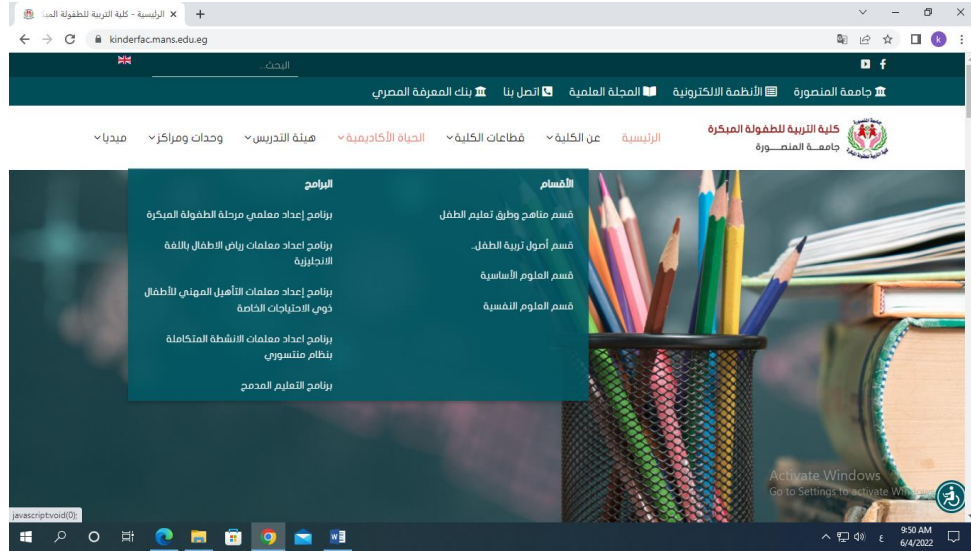 الرئيسية - كلية التربية للطفولة المب
kinderfac.mans.edu.eg
k
البحث...
جامعة المنصورة
الأنظمة الالكترونية
المجلة العلمية
اتصل بنا
بنك المعرفة المصري
كلية التربية للطفولة المبكرة
جامعــة المنصــــورة
الرئيسية
عن الكلية
قطاعات الكلية
الحياة الأكاديمية
هيئة التدريس
وحدات ومراكز
ميديا
الأقسام
قسم مناهج وطرق تعليم الطفل
قسم أصول تربية الطفل..
قسم العلوم الأساسية
قسم العلوم النفسية
البرامج
برنامج إعداد معلمي مرحلة الطفولة المبكرة
برنامج اعداد معلمات رياض الاطفال باللغة
الانجليزية
برنامج إعداد معلمات التأهيل المهني للأطفال
ذوي الاحتياجات الخاصة
برنامج اعداد معلمات الانشطة المتكاملة
بنظام منتسوري
برنامج التعليم المدمج
Activate Windows
Go to Settings to activate Windows.
javascript:void(0);
ع
9:50 AM
6/4/2022